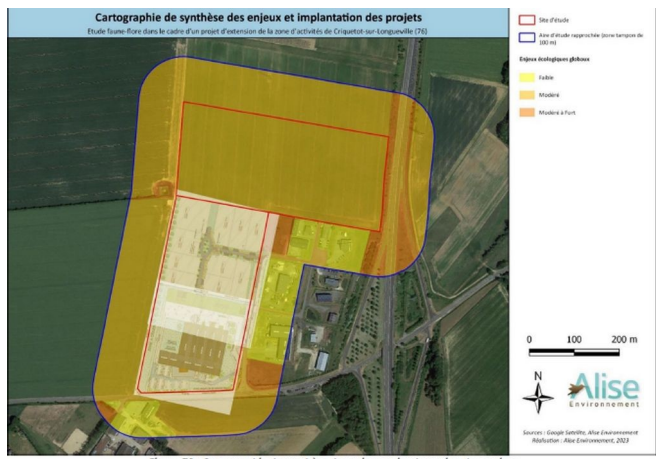 Cartographie de synthèse des enjeux et implantation des projets
Etude faune-flore dans le cadre d'un projet d'extension de la zone d'activités de Criquetot-sur-Longueville (76)
Site d'étude
Aire d'étude rapprochée (zone tampon de 100 m)
Enjeux écologiques globaux
Faible
Modéré
Modéré à Fort
0 100 200 m
N
Alise
Environnement
Sources : Google Satellite, Alise Environnement
Réalisation : Alise Environnement, 2023